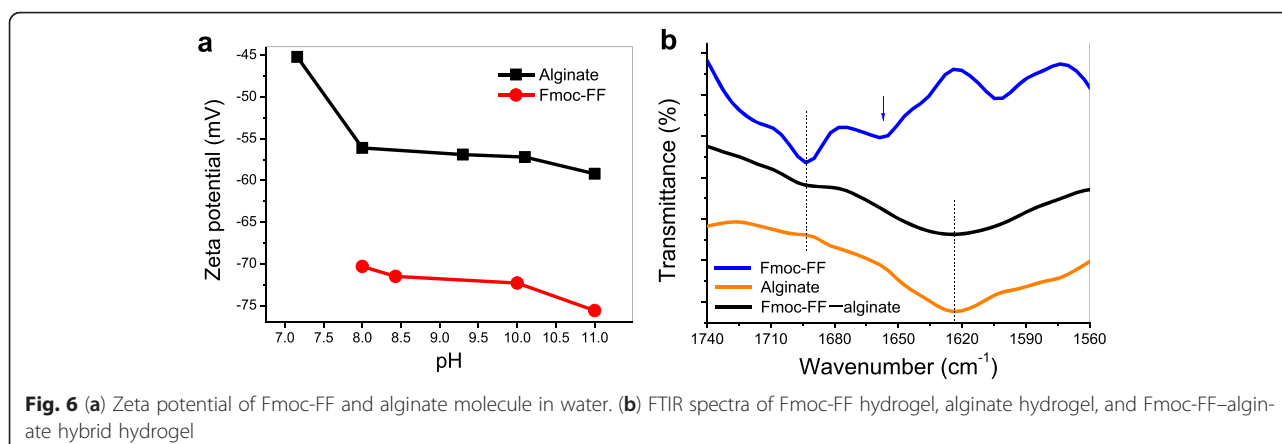 a
-45
-50
-55
-60
-65
-70
-75
Zeta potential (mV)
Alginate
Fmoc-FF
7.0 7.5 8.0 8.5 9.0 9.5 10.0 10.5 11.0
pH
b
Transmittance (%)
Fmoc-FF
Alginate
Fmoc-FF—alginate
1740 1710 1680 1650 1620 1590 1560
Wavenumber (cm⁻¹)
Fig. 6 (a) Zeta potential of Fmoc-FF and alginate molecule in water. (b) FTIR spectra of Fmoc-FF hydrogel, alginate hydrogel, and Fmoc-FF–algin-
ate hybrid hydrogel